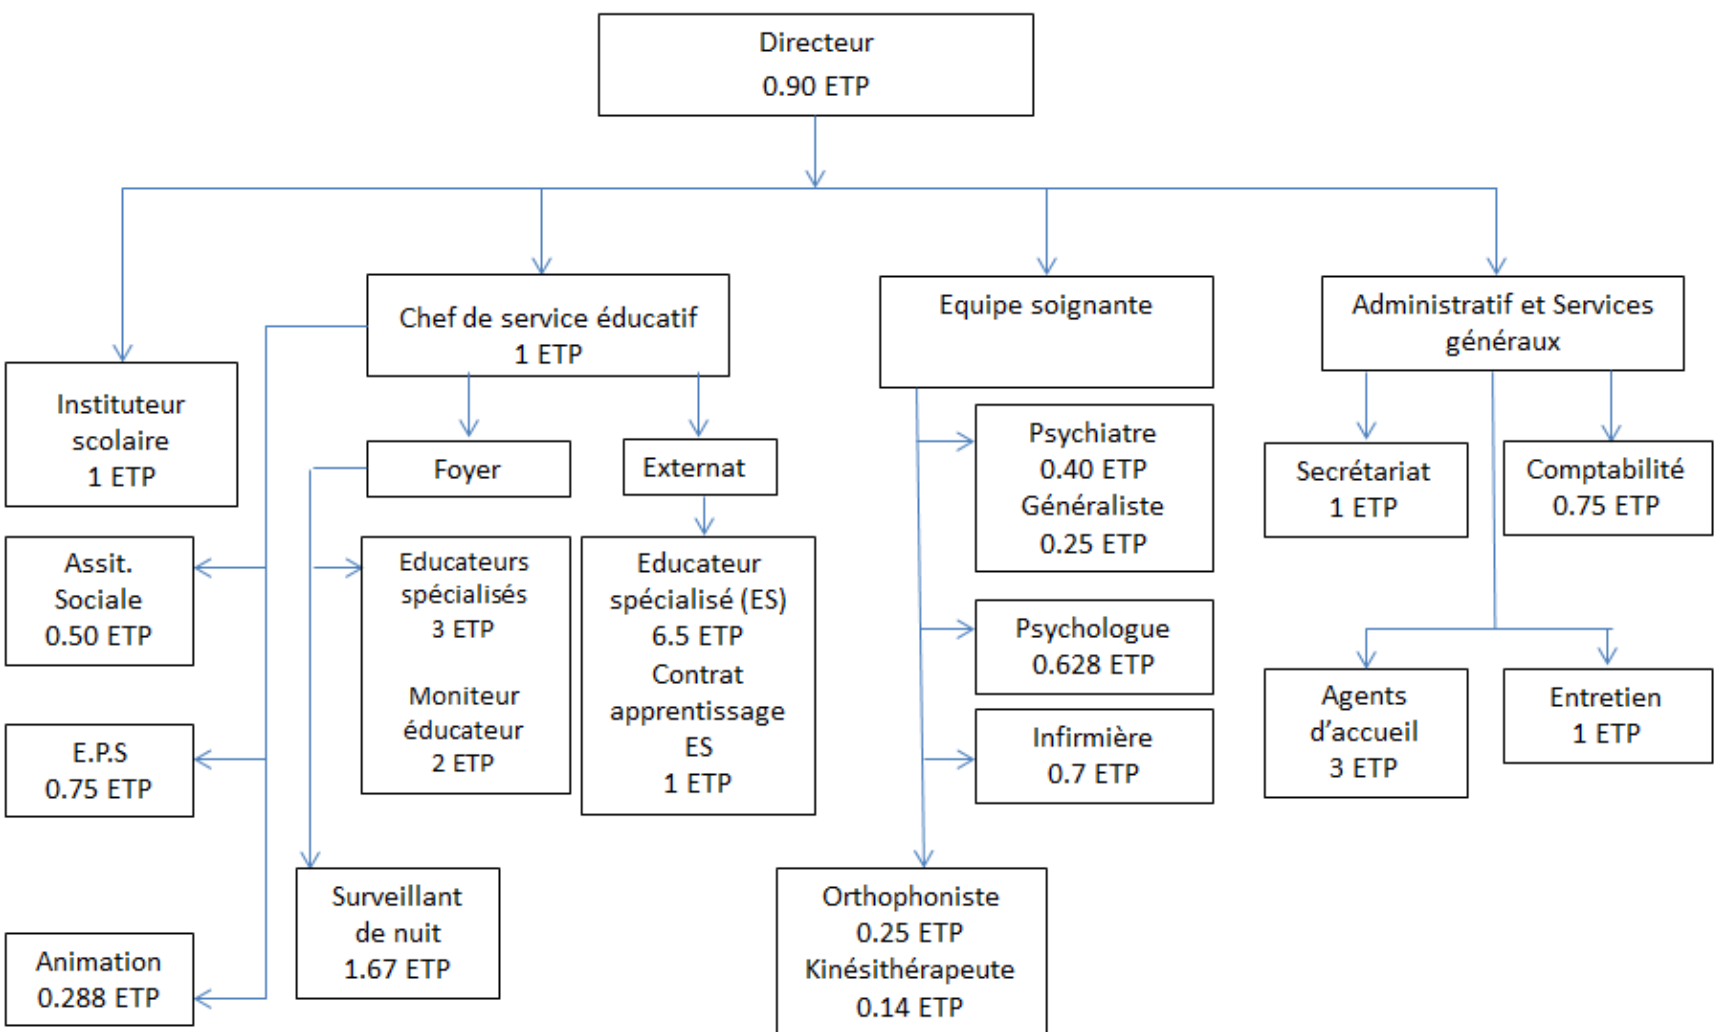 Directeur
0.90 ETP
Chef de service éducatif
1 ETP
Equipe soignante
Administratif et Services
généraux
Instituteur
scolaire
1 ETP
Foyer
Externat
Psychiatre
0.40 ETP
Généraliste
0.25 ETP
Secrétariat
1 ETP
Comptabilité
0.75 ETP
Assit.
Sociale
0.50 ETP
Educateurs
spécialisés
3 ETP
Moniteur
éducateur
2 ETP
Educateur
spécialisé (ES)
6.5 ETP
Contrat
apprentissage
ES
1 ETP
Psychologue
0.628 ETP
Infirmière
0.7 ETP
Agents
d’accueil
3 ETP
Entretien
1 ETP
E.P.S
0.75 ETP
Surveillant
de nuit
1.67 ETP
Orthophoniste
0.25 ETP
Kinésithérapeute
0.14 ETP
Animation
0.288 ETP